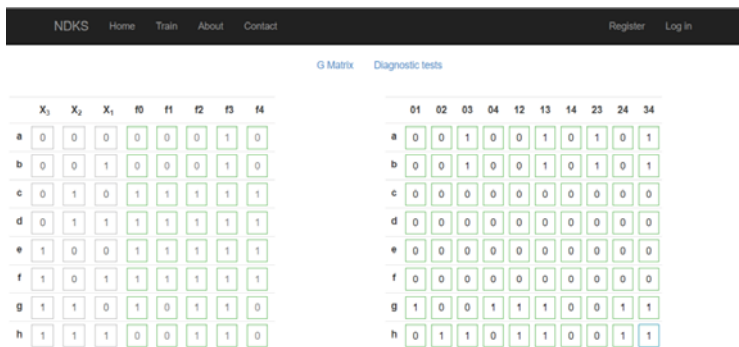 NDKS Home Train About Contact Register Log in
G Matrix Diagnostic tests
X₃ X₂ X₁ f0 f1 f2 f3 f4 01 02 03 04 12 13 14 23 24 34
a 0 0 0 0 0 0 1 0 a 0 0 1 0 0 1 0 1 0 1
b 0 0 1 0 0 0 1 0 b 0 0 1 0 0 1 0 1 0 1
c 0 1 0 1 1 1 1 1 c 0 0 0 0 0 0 0 0 0 0
d 0 1 1 1 1 1 1 1 d 0 0 0 0 0 0 0 0 0 0
e 1 0 0 1 1 1 1 1 e 0 0 0 0 0 0 0 0 0 0
f 1 0 1 1 1 1 1 1 f 0 0 0 0 0 0 0 0 0 0
g 1 1 0 1 0 1 1 0 g 1 0 0 1 1 1 0 0 1 1
h 1 1 1 0 0 1 1 0 h 0 1 1 0 1 1 0 0 1 1